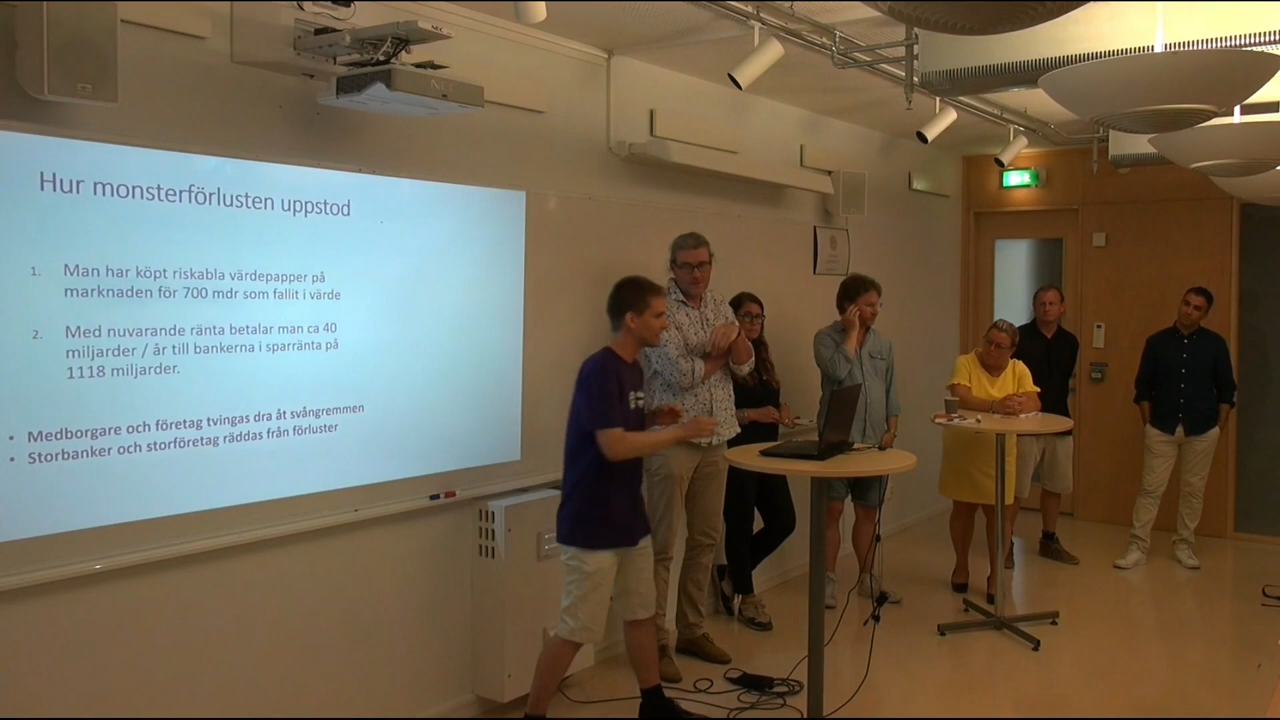 Hur monsterförlusten uppstod
1. Man har köpt riskabla värdepapper på
marknaden för 700 mdr som fallit i värde
2. Med nuvarande ränta betalar man ca 40
miljarder / år till bankerna i sparränta på
1118 miljarder.
• Medborgare och företag tvingas dra åt svångremmen
• Storbanker och storföretag räddas från förluster
NEC
NEC